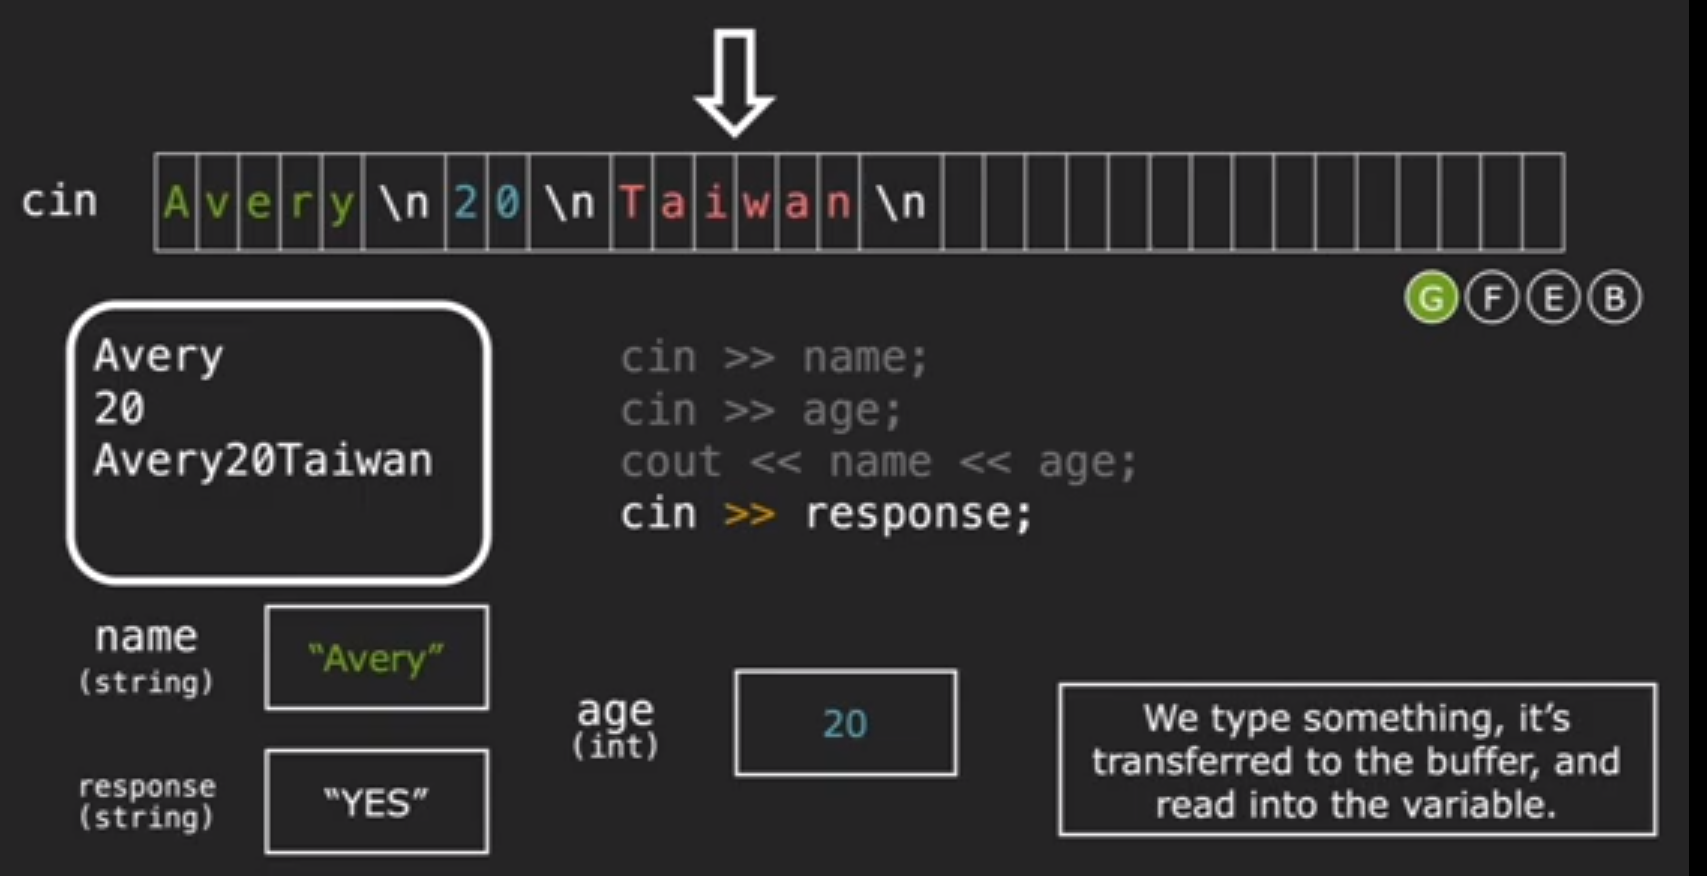 cin A v e r y \n 2 0 \n T a i w a n \n
G F E B
Avery
20
Avery20Taiwan
cin >> name;
cin >> age;
cout << name << age;
cin >> response;
name
(string)
“Avery”
age
(int)
20
response
(string)
“YES”
We type something, it’s
transferred to the buffer, and
read into the variable.